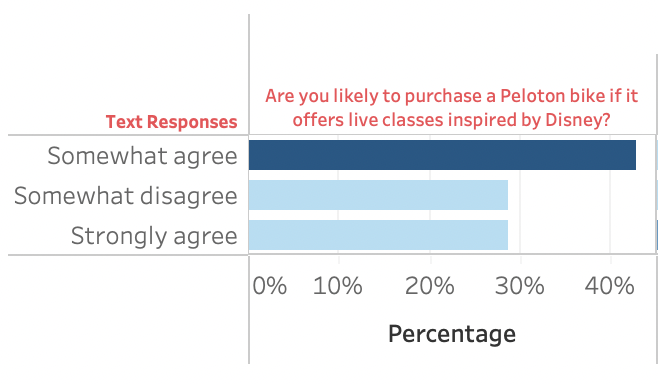 Are you likely to purchase a Peloton bike if it
offers live classes inspired by Disney?
Text Responses
Somewhat agree
Somewhat disagree
Strongly agree
0% 10% 20% 30% 40%
Percentage